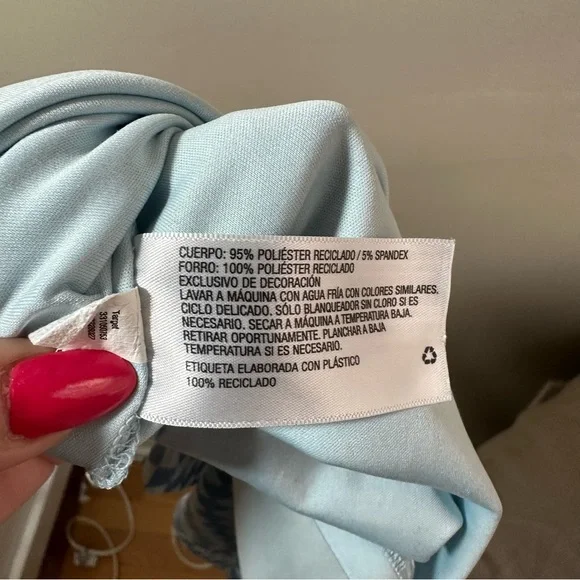 CUERPO: 95% POLIÉSTER RECICLADO / 5% SPANDEX
FORRO: 100% POLIÉSTER RECICLADO
EXCLUSIVO DE DECORACIÓN
LAVAR A MÁQUINA CON AGUA FRÍA CON COLORES SIMILARES.
CICLO DELICADO. SÓLO BLANQUEADOR SIN CLORO SI ES
NECESARIO. SECAR A MÁQUINA A TEMPERATURA BAJA.
RETIRAR OPORTUNAMENTE. PLANCHAR A BAJA
TEMPERATURA SI ES NECESARIO.
ETIQUETA ELABORADA CON PLÁSTICO
100% RECICLADO
Target